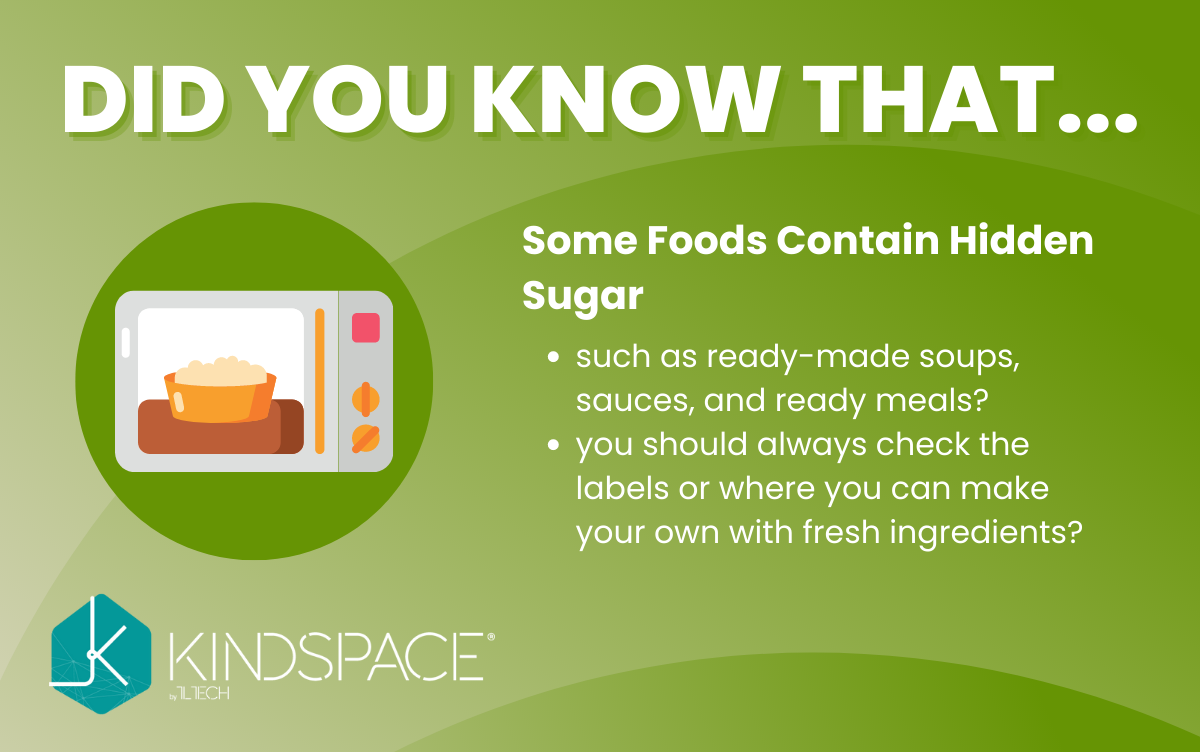 DID YOU KNOW THAT...
Some Foods Contain Hidden
Sugar
• such as ready-made soups,
sauces, and ready meals?
• you should always check the
labels or where you can make
your own with fresh ingredients?
KINDSPACE®
by TLTECH